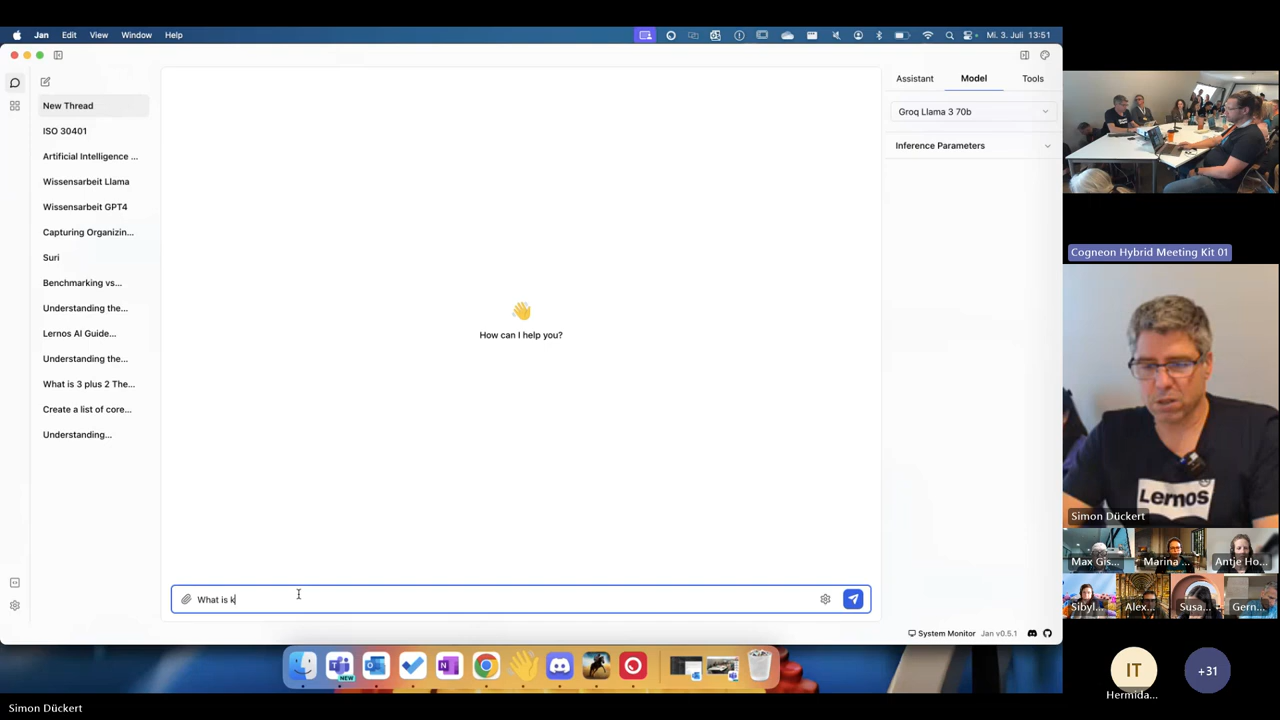 Jan Edit View Window Help
Mi. 3. Juli 13:51
New Thread
ISO 30401
Artificial Intelligence ...
Wissensarbeit Llama
Wissensarbeit GPT4
Capturing Organizin...
Suri
Benchmarking vs...
Understanding the...
Lernos AI Guide...
Understanding the...
What is 3 plus 2 The...
Create a list of core...
Understanding...
How can I help you?
What is k
Assistant Model Tools
Groq Llama 3 70b
Inference Parameters
System Monitor Jan v0.5.1
NEW
Cogneon Hybrid Meeting Kit 01
Lernos
Simon Dückert
Max Gis...
Marina ...
Antje Ho...
Sibyl...
Alex...
Susa...
Gern...
IT
Hermida...
+31
Simon Dückert